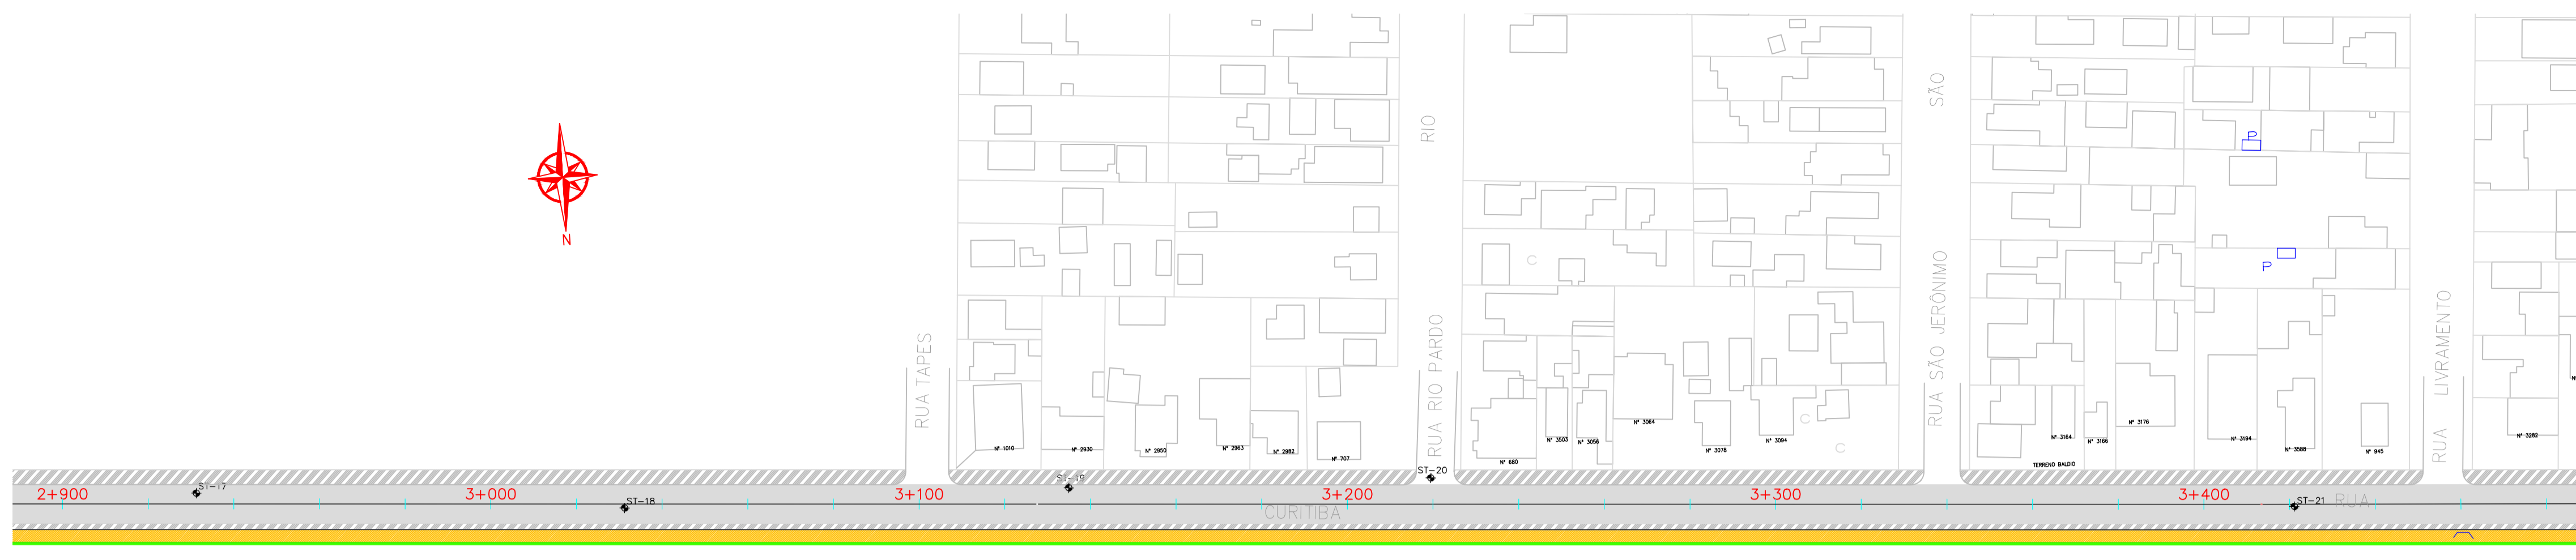 SÃO
RIO
P
N
P
RUA TAPES
RUA RIO PARDO
RUA SÃO JERÔNIMO
RUA LIVRAMENTO
Nº 1010
Nº 2930
Nº 2950
Nº 2963
Nº 2982
Nº 707
Nº 680
Nº 3503
Nº 3056
Nº 3064
Nº 3078
Nº 3094
C
C
C
TERRENO BALDIO
Nº 3164
Nº 3166
Nº 3176
Nº 3194
Nº 3588
Nº 945
Nº 3282
N
2+900
ST-17
3+000
ST-18
3+100
ST-19
3+200
ST-20
3+300
3+400
ST-21
RUA
CURITIBA